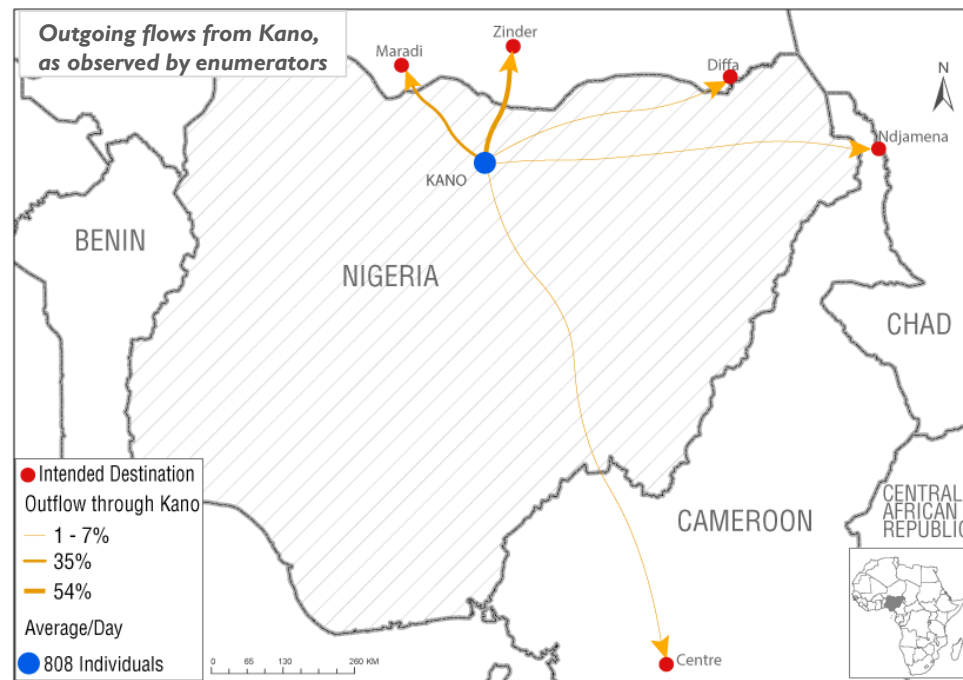 Outgoing flows from Kano,
as observed by enumerators
Maradi
Zinder
Diffa
N
Ndjamena
KANO
BENIN
NIGERIA
CHAD
CAMEROON
CENTRAL
AFRICAN
REPUBLIC
Intended Destination
Outflow through Kano
1 - 7%
35%
54%
Average/Day
808 Individuals
0 65 130 260 KM
Centre